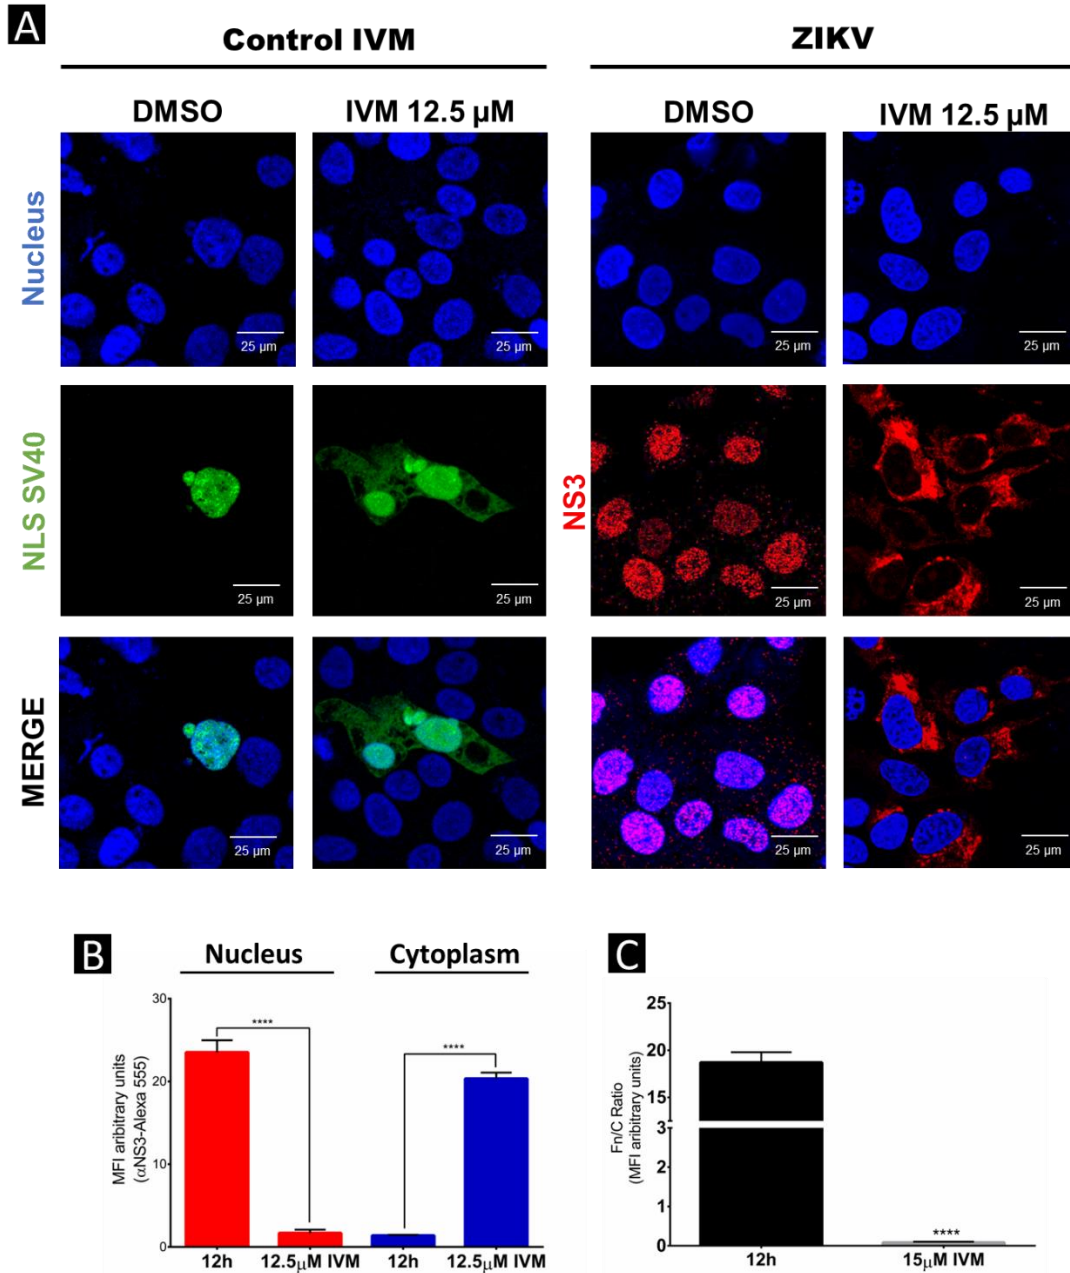 A
Control IVM
ZIKV
DMSO
IVM 12.5 µM
DMSO
IVM 12.5 µM
Nucleus
25 µm
25 µm
25 µm
25 µm
NLS SV40
NS3
25 µm
25 µm
25 µm
25 µm
MERGE
25 µm
25 µm
25 µm
25 µm
B
Nucleus
Cytoplasm
MFI aribitrary units
(αNS3-Alexa 555)
30
20
10
0
****
****
12h
12.5µM IVM
12h
12.5µM IVM
C
Fn/C Ratio
(MFI aribitrary units)
25
20
15
3
2
1
0
****
12h
15µM IVM